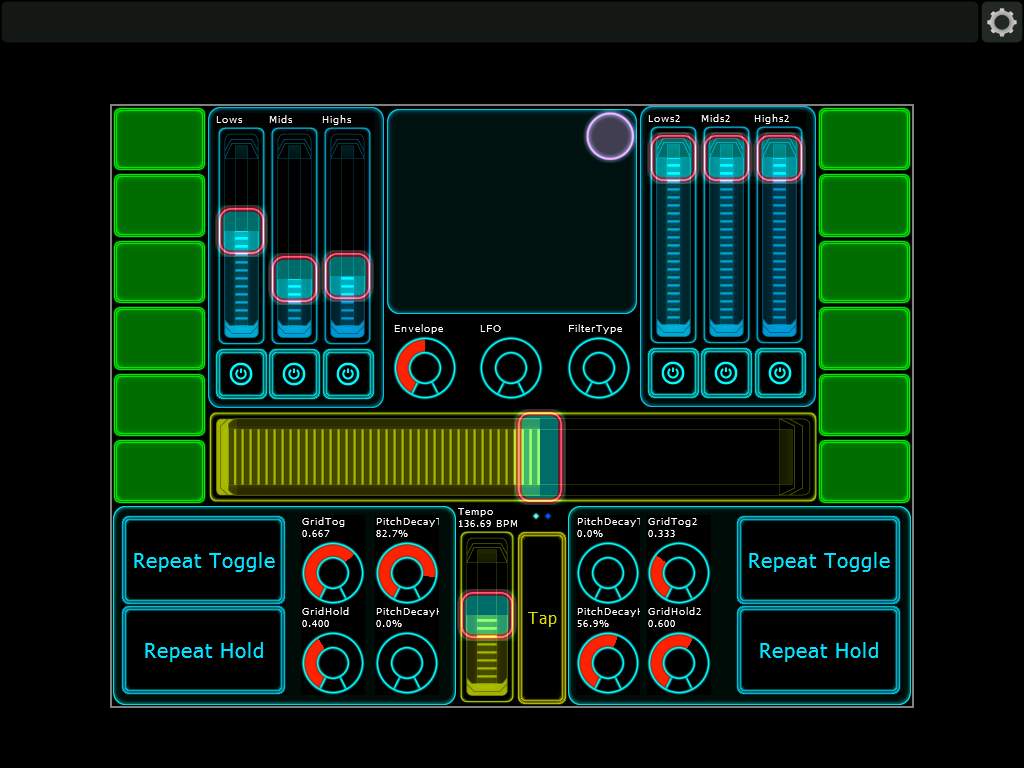 Lows Mids Highs
Lows2 Mids2 Highs2
Envelope LFO FilterType
Tempo
136.69 BPM
Repeat Toggle
Repeat Hold
GridTog
0.667
PitchDecayT
82.7%
GridHold
0.400
PitchDecayH
0.0%
Tap
PitchDecayT
0.0%
GridTog2
0.333
PitchDecayH
56.9%
GridHold2
0.600
Repeat Toggle
Repeat Hold